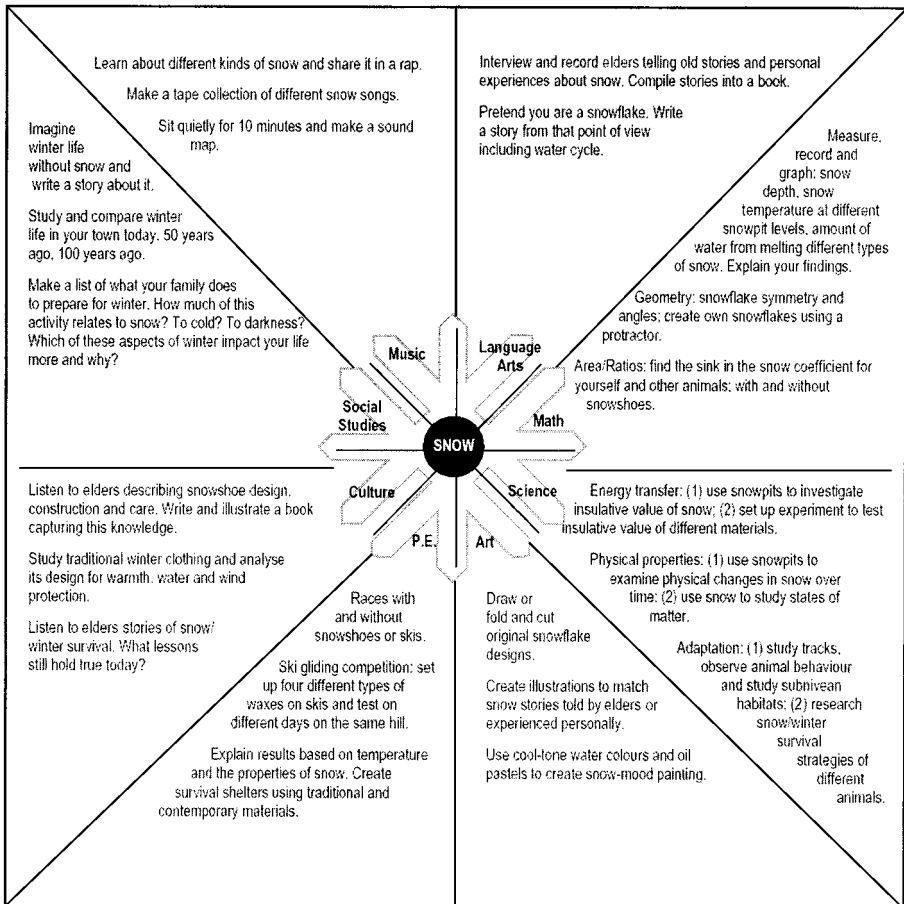 Learn about different kinds of snow and share it in a rap.
Make a tape collection of different snow songs.
Sit quietly for 10 minutes and make a sound
map.
Interview and record elders telling old stories and personal
experiences about snow. Compile stories into a book.
Pretend you are a snowflake. Write
a story from that point of view
including water cycle.
Imagine
winter life
without snow and
write a story about it.
Study and compare winter
life in your town today, 50 years
ago, 100 years ago.
Make a list of what your family does
to prepare for winter. How much of this
activity relates to snow? To cold? To darkness?
Which of these aspects of winter impact your life
more and why?
Measure,
record and
graph: snow
depth, snow
temperature at different
snowpit levels, amount of
water from melting different types
of snow. Explain your findings.
Geometry: snowflake symmetry and
angles; create own snowflakes using a
protractor.
Area/Ratios: find the sink in the snow coefficient for
yourself and other animals; with and without
snowshoes.
Music
Language
Arts
Social
Studies
Math
SNOW
Culture
Science
P.E.
Art
Listen to elders describing snowshoe design,
construction and care. Write and illustrate a book
capturing this knowledge.
Study traditional winter clothing and analyse
its design for warmth, water and wind
protection.
Listen to elders stories of snow/
winter survival. What lessons
still hold true today?
Races with
and without
snowshoes or skis.
Ski gliding competition: set
up four different types of
waxes on skis and test on
different days on the same hill.
Explain results based on temperature
and the properties of snow. Create
survival shelters using traditional and
contemporary materials.
Draw or
fold and cut
original snowflake
designs.
Create illustrations to match
snow stories told by elders or
experienced personally.
Use cool-tone water colours and oil
pastels to create snow-mood painting.
Energy transfer: (1) use snowpits to investigate
insulative value of snow; (2) set up experiment to test
insulative value of different materials.
Physical properties: (1) use snowpits to
examine physical changes in snow over
time: (2) use snow to study states of
matter.
Adaptation: (1) study tracks,
observe animal behaviour
and study subnivean
habitats; (2) research
snow/winter
survival
strategies of
different
animals.